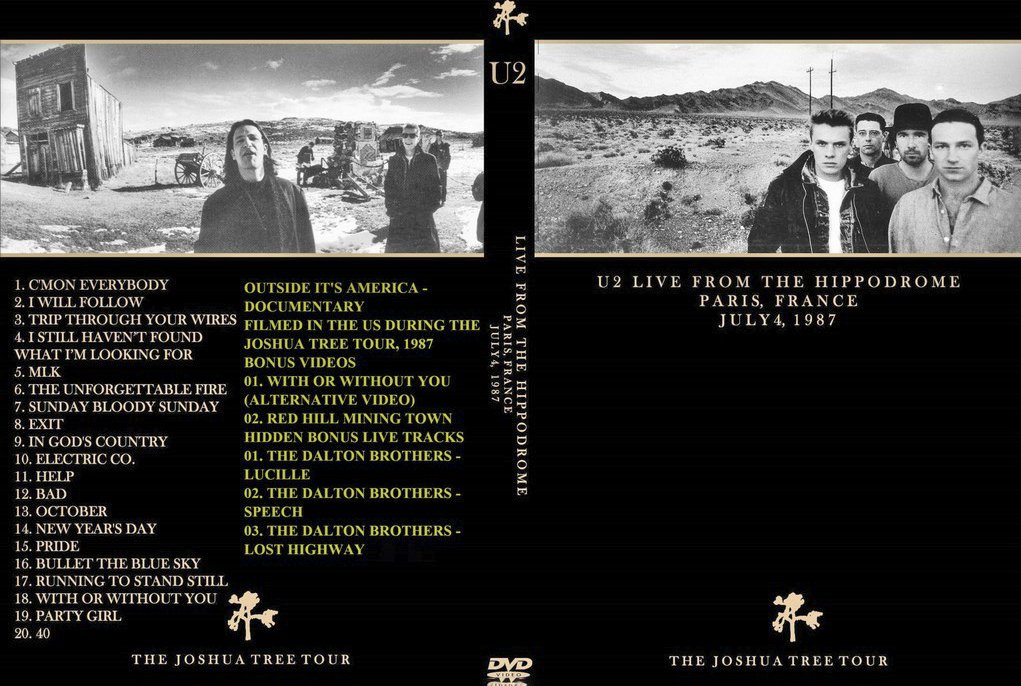 1. C'MON EVERYBODY
2. I WILL FOLLOW
3. TRIP THROUGH YOUR WIRES
4. I STILL HAVEN'T FOUND
WHAT I'M LOOKING FOR
5. MLK
6. THE UNFORGETTABLE FIRE
7. SUNDAY BLOODY SUNDAY
8. EXIT
9. IN GOD'S COUNTRY
10. ELECTRIC CO.
11. HELP
12. BAD
13. OCTOBER
14. NEW YEAR'S DAY
15. PRIDE
16. BULLET THE BLUE SKY
17. RUNNING TO STAND STILL
18. WITH OR WITHOUT YOU
19. PARTY GIRL
20. 40
OUTSIDE IT'S AMERICA -
DOCUMENTARY
FILMED IN THE US DURING THE
JOSHUA TREE TOUR, 1987
BONUS VIDEOS
01. WITH OR WITHOUT YOU
(ALTERNATIVE VIDEO)
02. RED HILL MINING TOWN
HIDDEN BONUS LIVE TRACKS
01. THE DALTON BROTHERS -
LUCILLE
02. THE DALTON BROTHERS -
SPEECH
03. THE DALTON BROTHERS -
LOST HIGHWAY
THE JOSHUA TREE TOUR
U2
LIVE FROM THE HIPPODROME
PARIS, FRANCE
JULY4, 1987
DVD
VIDEO
U2 LIVE FROM THE HIPPODROME
PARIS, FRANCE
JULY4, 1987
THE JOSHUA TREE TOUR